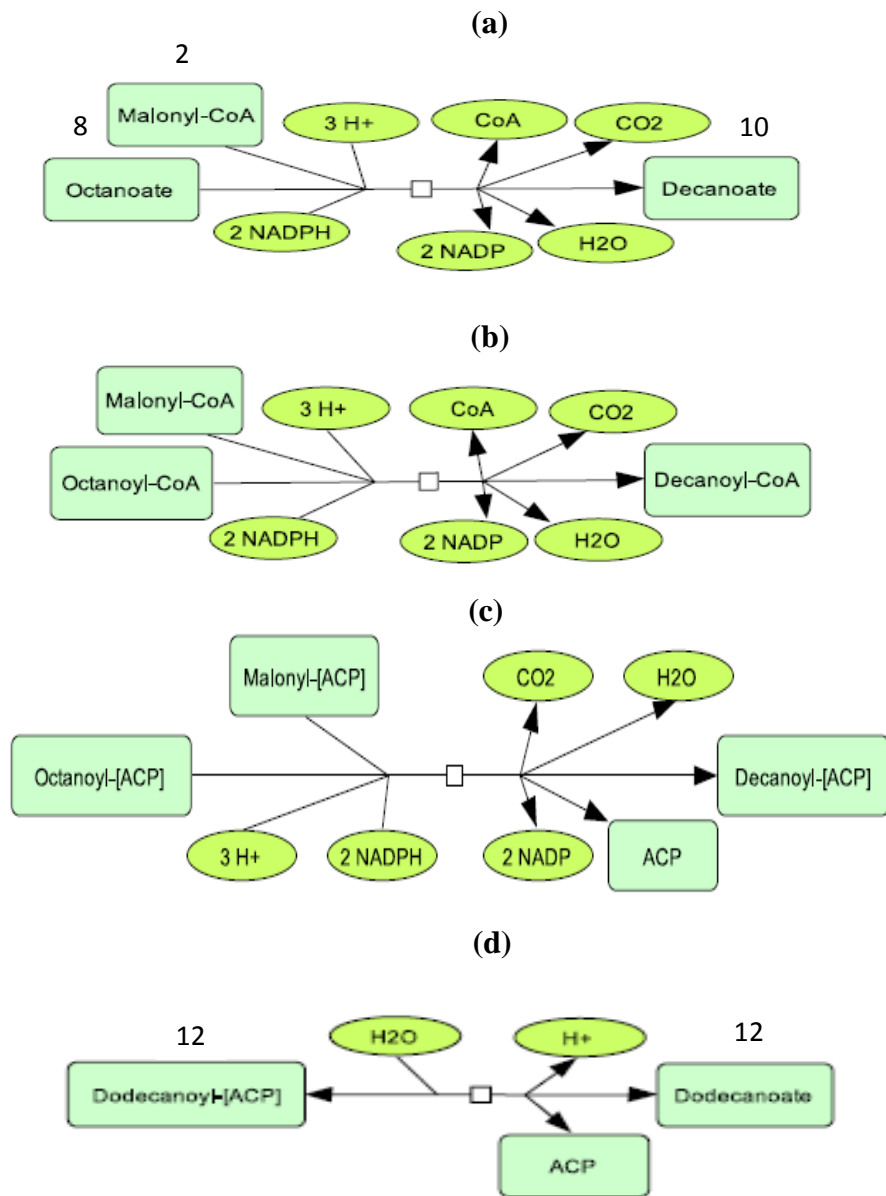 (a)
2
Malonyl-CoA
3 H+
CoA
CO2
8
10
Octanoate
Decanoate
2 NADPH
2 NADP
H2O
(b)
Malonyl-CoA
3 H+
CoA
CO2
Octanoyl-CoA
Decanoyl-CoA
2 NADPH
2 NADP
H2O
(c)
Malonyl-[ACP]
CO2
H2O
Octanoyl-[ACP]
Decanoyl-[ACP]
3 H+
2 NADPH
2 NADP
ACP
(d)
12
H2O
H+
12
Dodecanoyl-[ACP]
Dodecanoate
ACP